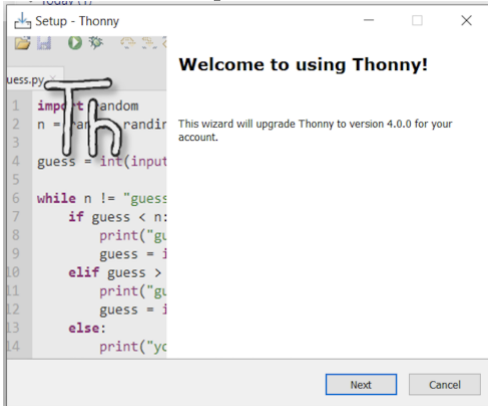 Today (1)
Setup - Thonny
uess.py
Th
Welcome to using Thonny!
This wizard will upgrade Thonny to version 4.0.0 for your
account.
1 import random
2 n = randin
3
4 guess = int(input
5
6 while n != "guess
7 if guess < n:
8 print("gu
9 guess = i
10 elif guess >
11 print("gu
12 guess = i
13 else:
14 print("yo
Next
Cancel